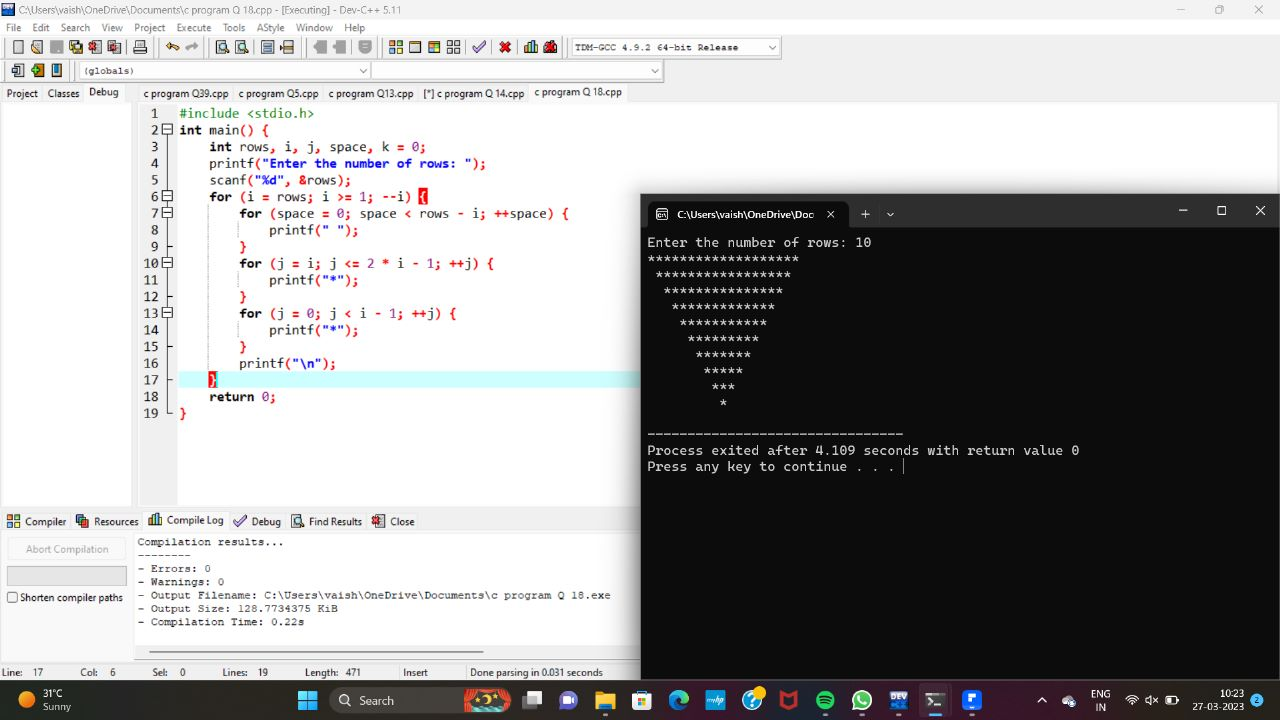 C:\Users\vaish\OneDrive\Documents\c program Q 18.cpp - [Executing] - Dev-C++ 5.11
File Edit Search View Project Execute Tools AStyle Window Help
TDM-GCC 4.9.2 64-bit Release
(globals)
Project Classes Debug
c program Q39.cpp c program Q5.cpp c program Q13.cpp [*] c program Q 14.cpp c program Q 18.cpp
1 #include <stdio.h>
2 int main() {
3 int rows, i, j, space, k = 0;
4 printf("Enter the number of rows: ");
5 scanf("%d", &rows);
6 for (i = rows; i >= 1; --i) {
7 for (space = 0; space < rows - i; ++space) {
8 printf(" ");
9 }
10 for (j = i; j <= 2 * i - 1; ++j) {
11 printf("*");
12 }
13 for (j = 0; j < i - 1; ++j) {
14 printf("*");
15 }
16 printf("\n");
17 }
18 return 0;
19 }
C:\Users\vaish\OneDrive\Doc
Enter the number of rows: 10
*******************
 *****************
  ***************
   *************
    ***********
     *********
      *******
       *****
        ***
         *
--------------------------------
Process exited after 4.109 seconds with return value 0
Press any key to continue . . .
Compiler Resources Compile Log Debug Find Results Close
Abort Compilation
Shorten compiler paths
Compilation results...
--------
- Errors: 0
- Warnings: 0
- Output Filename: C:\Users\vaish\OneDrive\Documents\c program Q 18.exe
- Output Size: 128.7734375 KiB
- Compilation Time: 0.22s
Line: 17 Col: 6 Sel: 0 Lines: 19 Length: 471 Insert Done parsing in 0.031 seconds
31°C
Sunny
Search
ENG
IN
10:23
27-03-2023
2